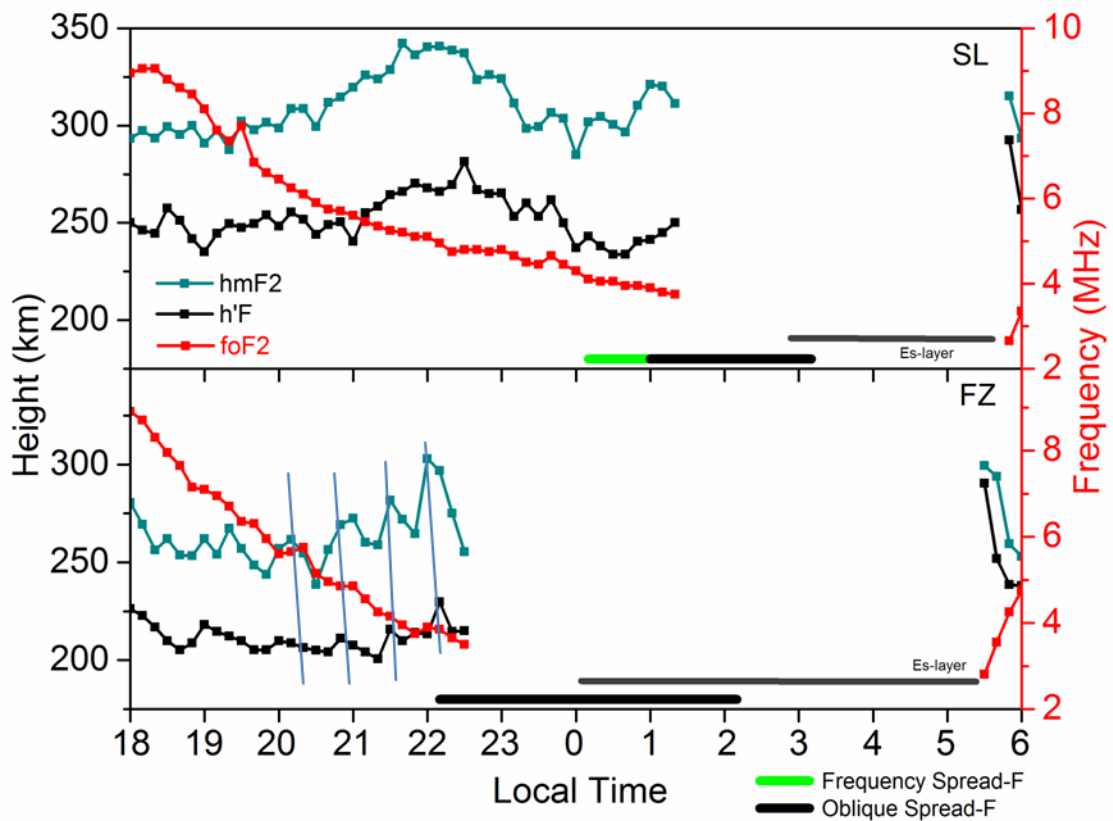 350
10
SL
8
300
6
250
hmF2
h'F
4
foF2
200
Es-layer
2
Height (km)
Frequency (MHz)
FZ
8
300
6
250
4
200
Es-layer
2
18 19 20 21 22 23 0 1 2 3 4 5 6
Local Time
Frequency Spread-F
Oblique Spread-F